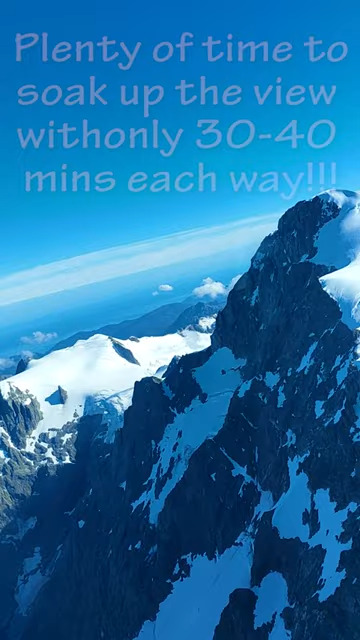 Plenty of time to
soak up the view
withonly 30-40
mins each way!!!